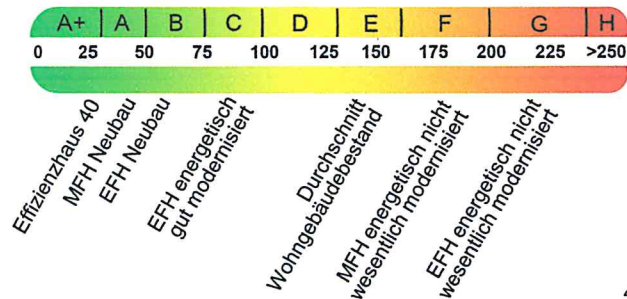 A+ A B C D E F G H
0 25 50 75 100 125 150 175 200 225 >250
Effizienzhaus 40
MFH Neubau
EFH Neubau
EFH energetisch
gut modernisiert
Durchschnitt
Wohngebäudebestand
MFH energetisch nicht
wesentlich modernisiert
EFH energetisch nicht
wesentlich modernisiert